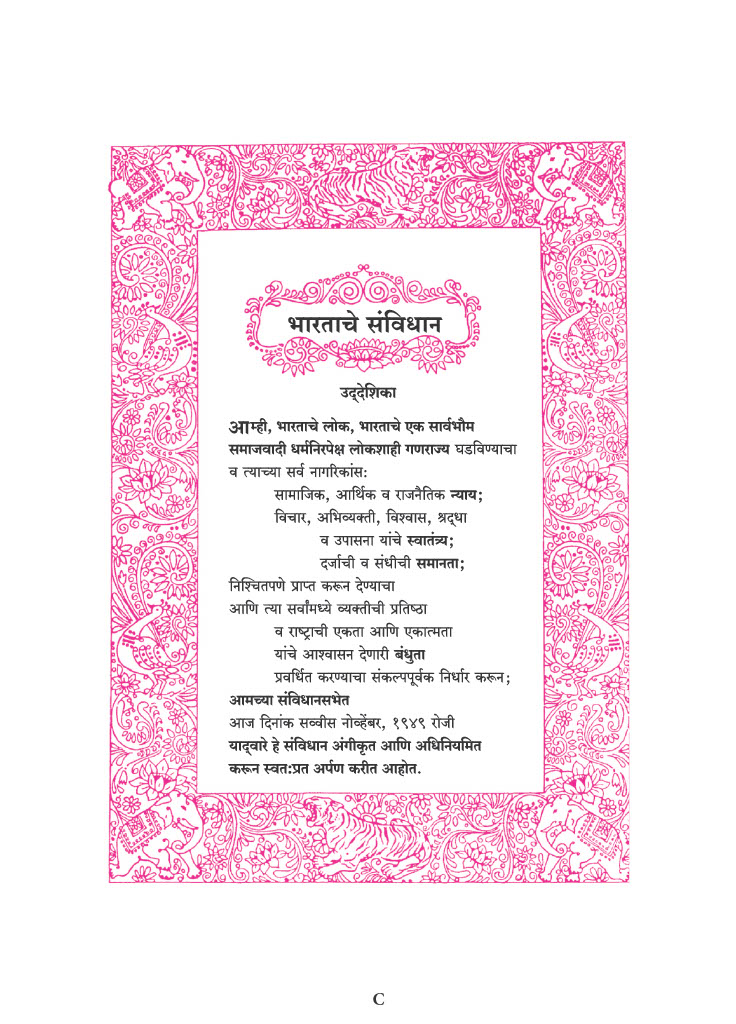 भारताचे संविधान
उद्‌देशिका
आम्ही, भारताचे लोक, भारताचे एक सार्वभौम
समाजवादी धर्मनिरपेक्ष लोकशाही गणराज्य घडविण्याचा
व त्याच्या सर्व नागरिकांस:
सामाजिक, आर्थिक व राजनैतिक न्याय;
विचार, अभिव्यक्ती, विश्वास, श्रद्‌धा
व उपासना यांचे स्वातंत्र्य;
दर्जाची व संधीची समानता;
निश्चितपणे प्राप्त करून देण्याचा
आणि त्या सर्वांमध्ये व्यक्तीची प्रतिष्ठा
व राष्ट्राची एकता आणि एकात्मता
यांचे आश्वासन देणारी बंधुता
प्रवर्धित करण्याचा संकल्पपूर्वक निर्धार करून;
आमच्या संविधानसभेत
आज दिनांक सव्वीस नोव्हेंबर, १९४९ रोजी
याद्‌वारे हे संविधान अंगीकृत आणि अधिनियमित
करून स्वत:प्रत अर्पण करीत आहोत.
C